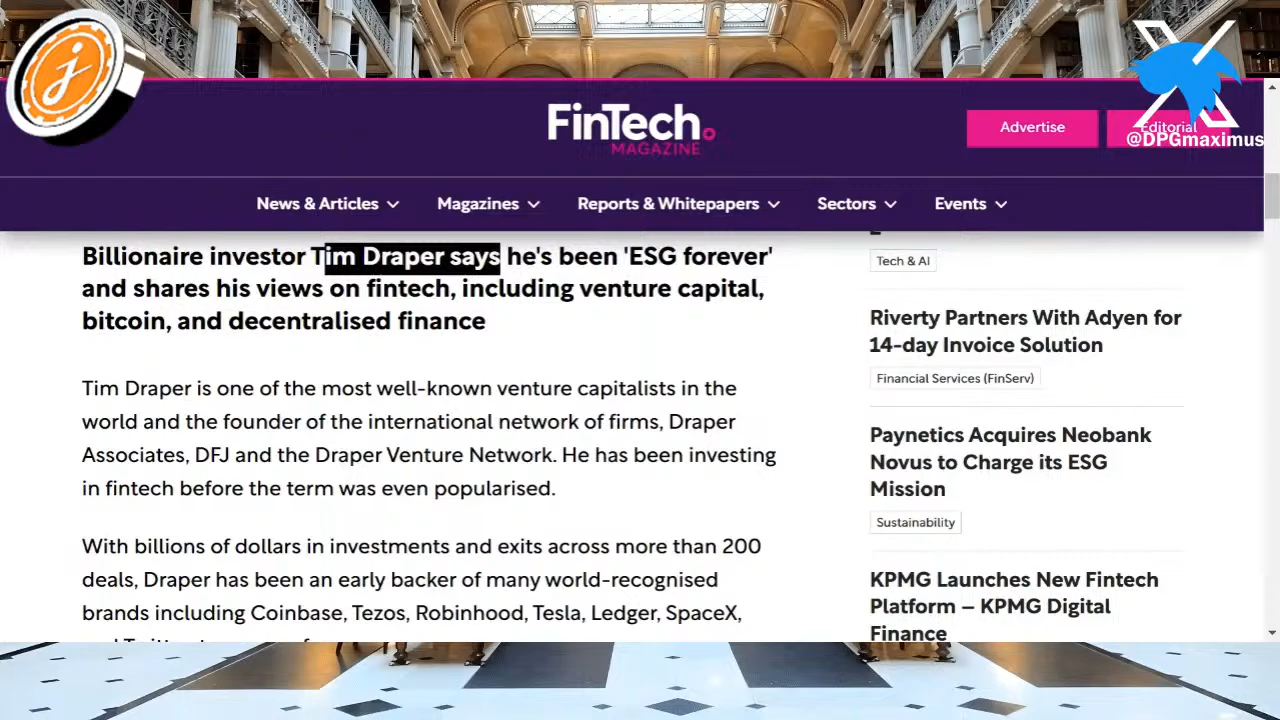 FinTech
MAGAZINE
Advertise
Editorial
@DPGmaximus
News & Articles
Magazines
Reports & Whitepapers
Sectors
Events
Billionaire investor Tim Draper says he's been 'ESG forever'
and shares his views on fintech, including venture capital,
bitcoin, and decentralised finance
Tim Draper is one of the most well-known venture capitalists in the
world and the founder of the international network of firms, Draper
Associates, DFJ and the Draper Venture Network. He has been investing
in fintech before the term was even popularised.
With billions of dollars in investments and exits across more than 200
deals, Draper has been an early backer of many world-recognised
brands including Coinbase, Tezos, Robinhood, Tesla, Ledger, SpaceX,
Tech & AI
Riverty Partners With Adyen for
14-day Invoice Solution
Financial Services (FinServ)
Paynetics Acquires Neobank
Novus to Charge its ESG
Mission
Sustainability
KPMG Launches New Fintech
Platform – KPMG Digital
Finance